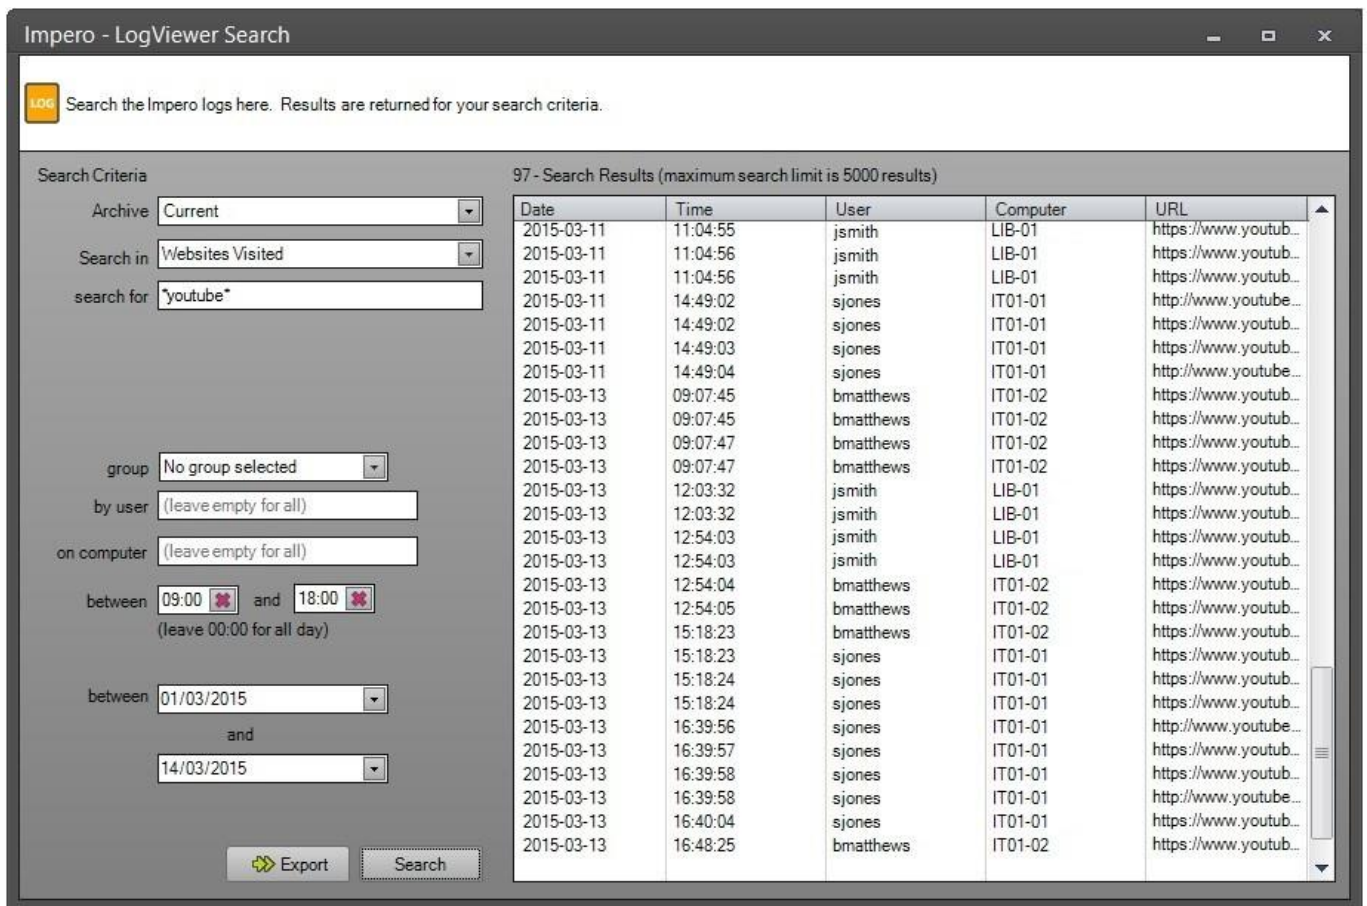 Impero - LogViewer Search
LOG
Search the Impero logs here. Results are returned for your search criteria.
Search Criteria
Archive Current
Search in Websites Visited
search for *youtube*
group No group selected
by user (leave empty for all)
on computer (leave empty for all)
between 09:00 and 18:00
(leave 00:00 for all day)
between 01/03/2015
and
14/03/2015
Export Search
97 - Search Results (maximum search limit is 5000 results)
Date Time User Computer URL
2015-03-11 11:04:55 jsmith LIB-01 https://www.youtub...
2015-03-11 11:04:56 jsmith LIB-01 https://www.youtub...
2015-03-11 11:04:56 jsmith LIB-01 https://www.youtub...
2015-03-11 14:49:02 sjones IT01-01 http://www.youtube...
2015-03-11 14:49:02 sjones IT01-01 https://www.youtub...
2015-03-11 14:49:03 sjones IT01-01 https://www.youtub...
2015-03-11 14:49:04 sjones IT01-01 http://www.youtube...
2015-03-13 09:07:45 bmatthews IT01-02 https://www.youtub...
2015-03-13 09:07:45 bmatthews IT01-02 https://www.youtub...
2015-03-13 09:07:47 bmatthews IT01-02 https://www.youtub...
2015-03-13 09:07:47 bmatthews IT01-02 https://www.youtub...
2015-03-13 12:03:32 jsmith LIB-01 https://www.youtub...
2015-03-13 12:03:32 jsmith LIB-01 https://www.youtub...
2015-03-13 12:54:03 jsmith LIB-01 https://www.youtub...
2015-03-13 12:54:03 jsmith LIB-01 https://www.youtub...
2015-03-13 12:54:04 bmatthews IT01-02 https://www.youtub...
2015-03-13 12:54:05 bmatthews IT01-02 https://www.youtub...
2015-03-13 15:18:23 bmatthews IT01-02 https://www.youtub...
2015-03-13 15:18:23 sjones IT01-01 https://www.youtub...
2015-03-13 15:18:24 sjones IT01-01 https://www.youtub...
2015-03-13 15:18:24 sjones IT01-01 https://www.youtub...
2015-03-13 16:39:56 sjones IT01-01 http://www.youtube...
2015-03-13 16:39:57 sjones IT01-01 https://www.youtub...
2015-03-13 16:39:58 sjones IT01-01 https://www.youtub...
2015-03-13 16:39:58 sjones IT01-01 http://www.youtube...
2015-03-13 16:40:04 sjones IT01-01 https://www.youtub...
2015-03-13 16:48:25 bmatthews IT01-02 https://www.youtub...